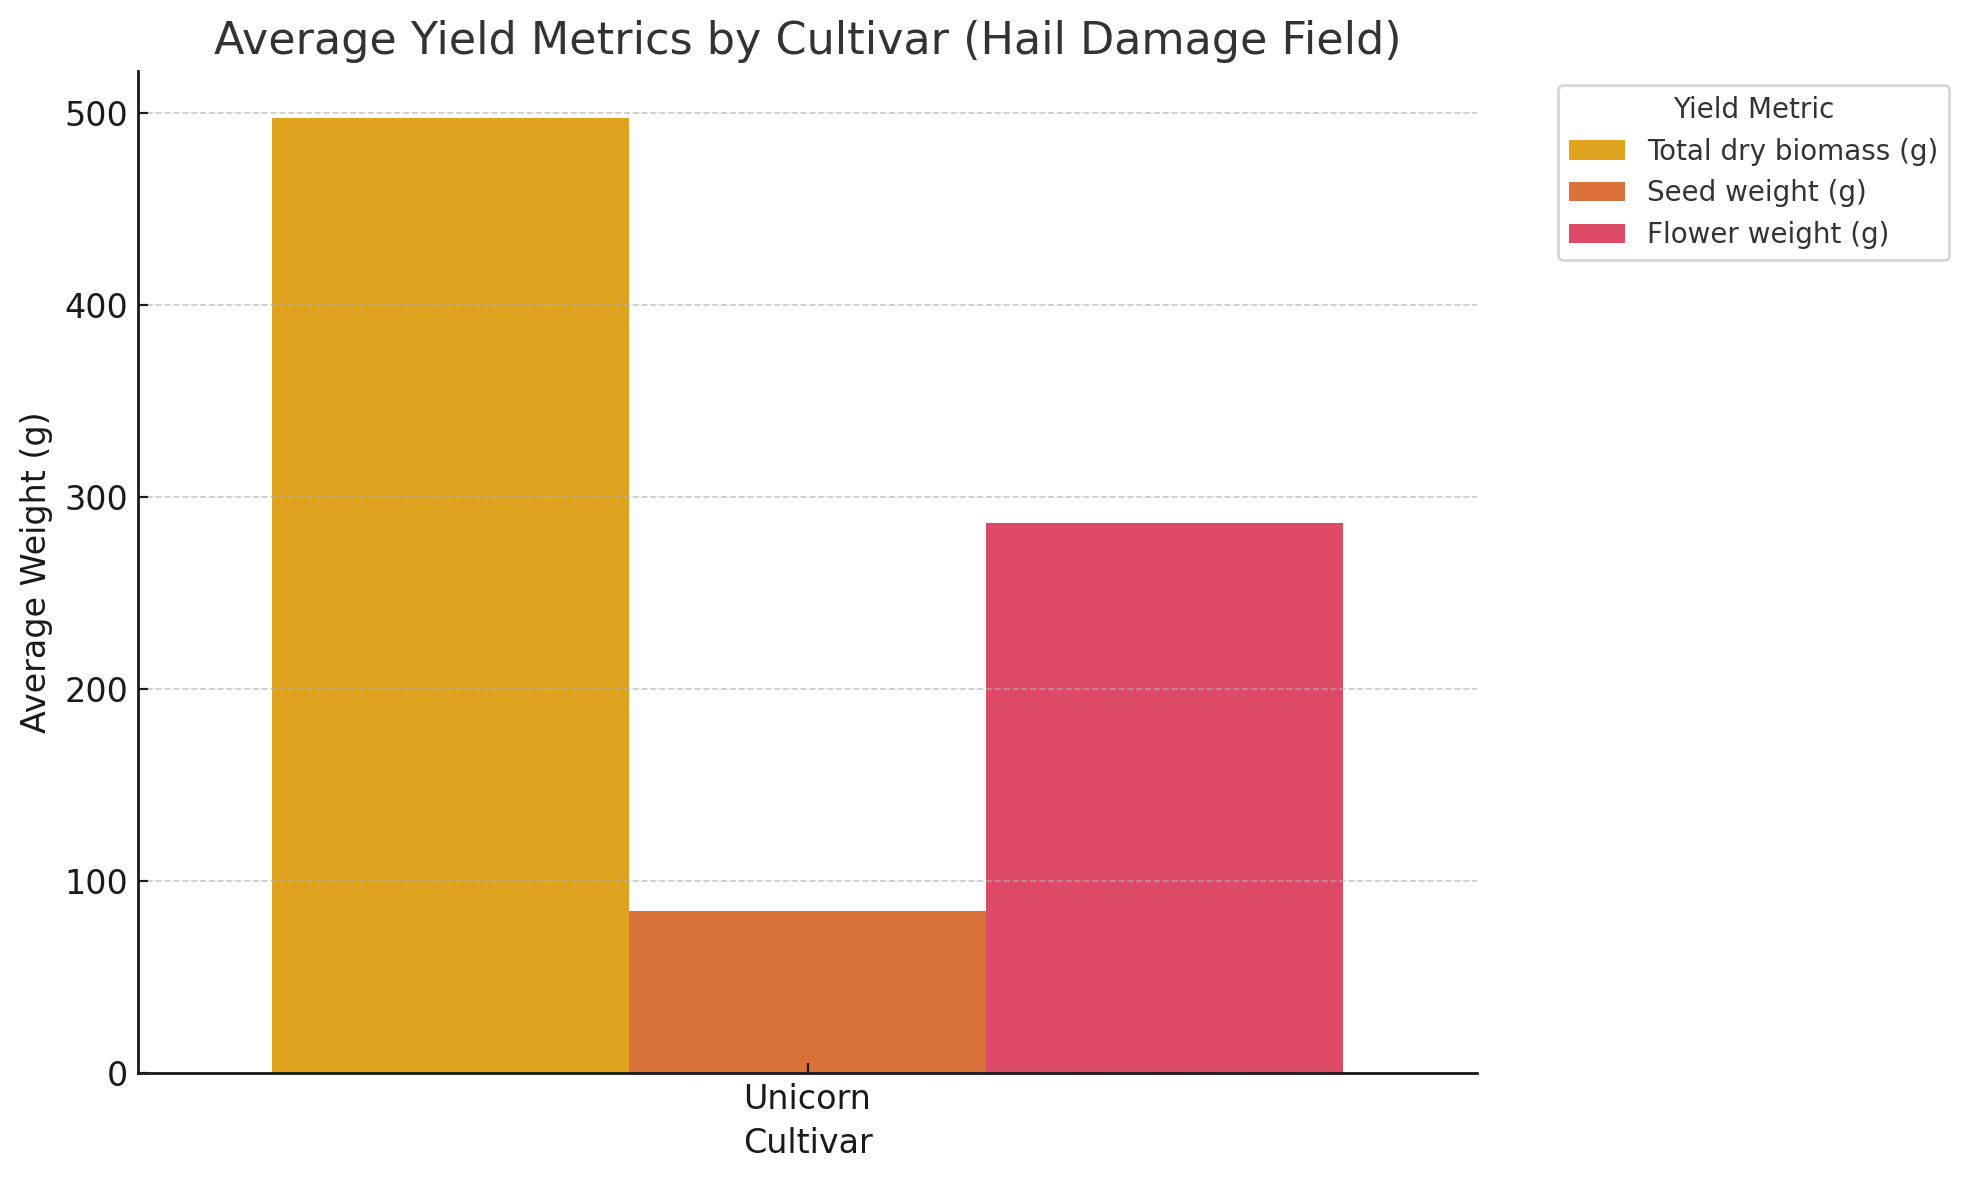 Average Yield Metrics by Cultivar (Hail Damage Field)
Yield Metric
Total dry biomass (g)
Seed weight (g)
Flower weight (g)
Average Weight (g)
500
400
300
200
100
0
Unicorn
Cultivar